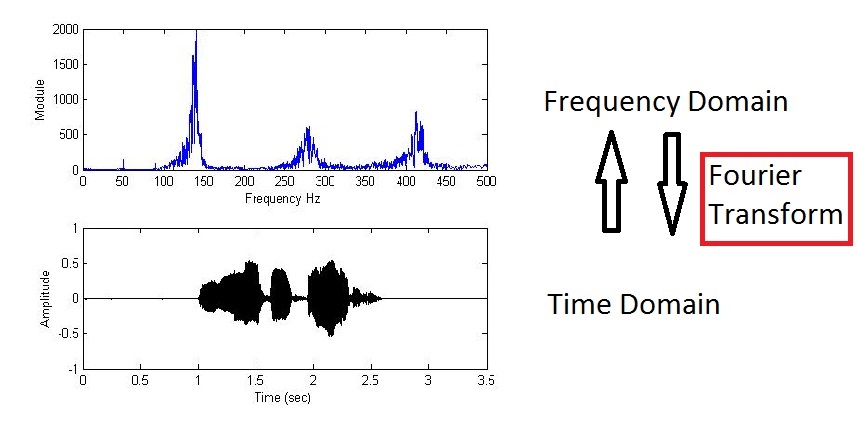 2000
1500
1000
500
0
Module
0 50 100 150 200 250 300 350 400 450 500
Frequency Hz
1
0.5
0
-0.5
-1
Amplitude
0 0.5 1 1.5 2 2.5 3 3.5
Time (sec)
Frequency Domain
Fourier
Transform
Time Domain